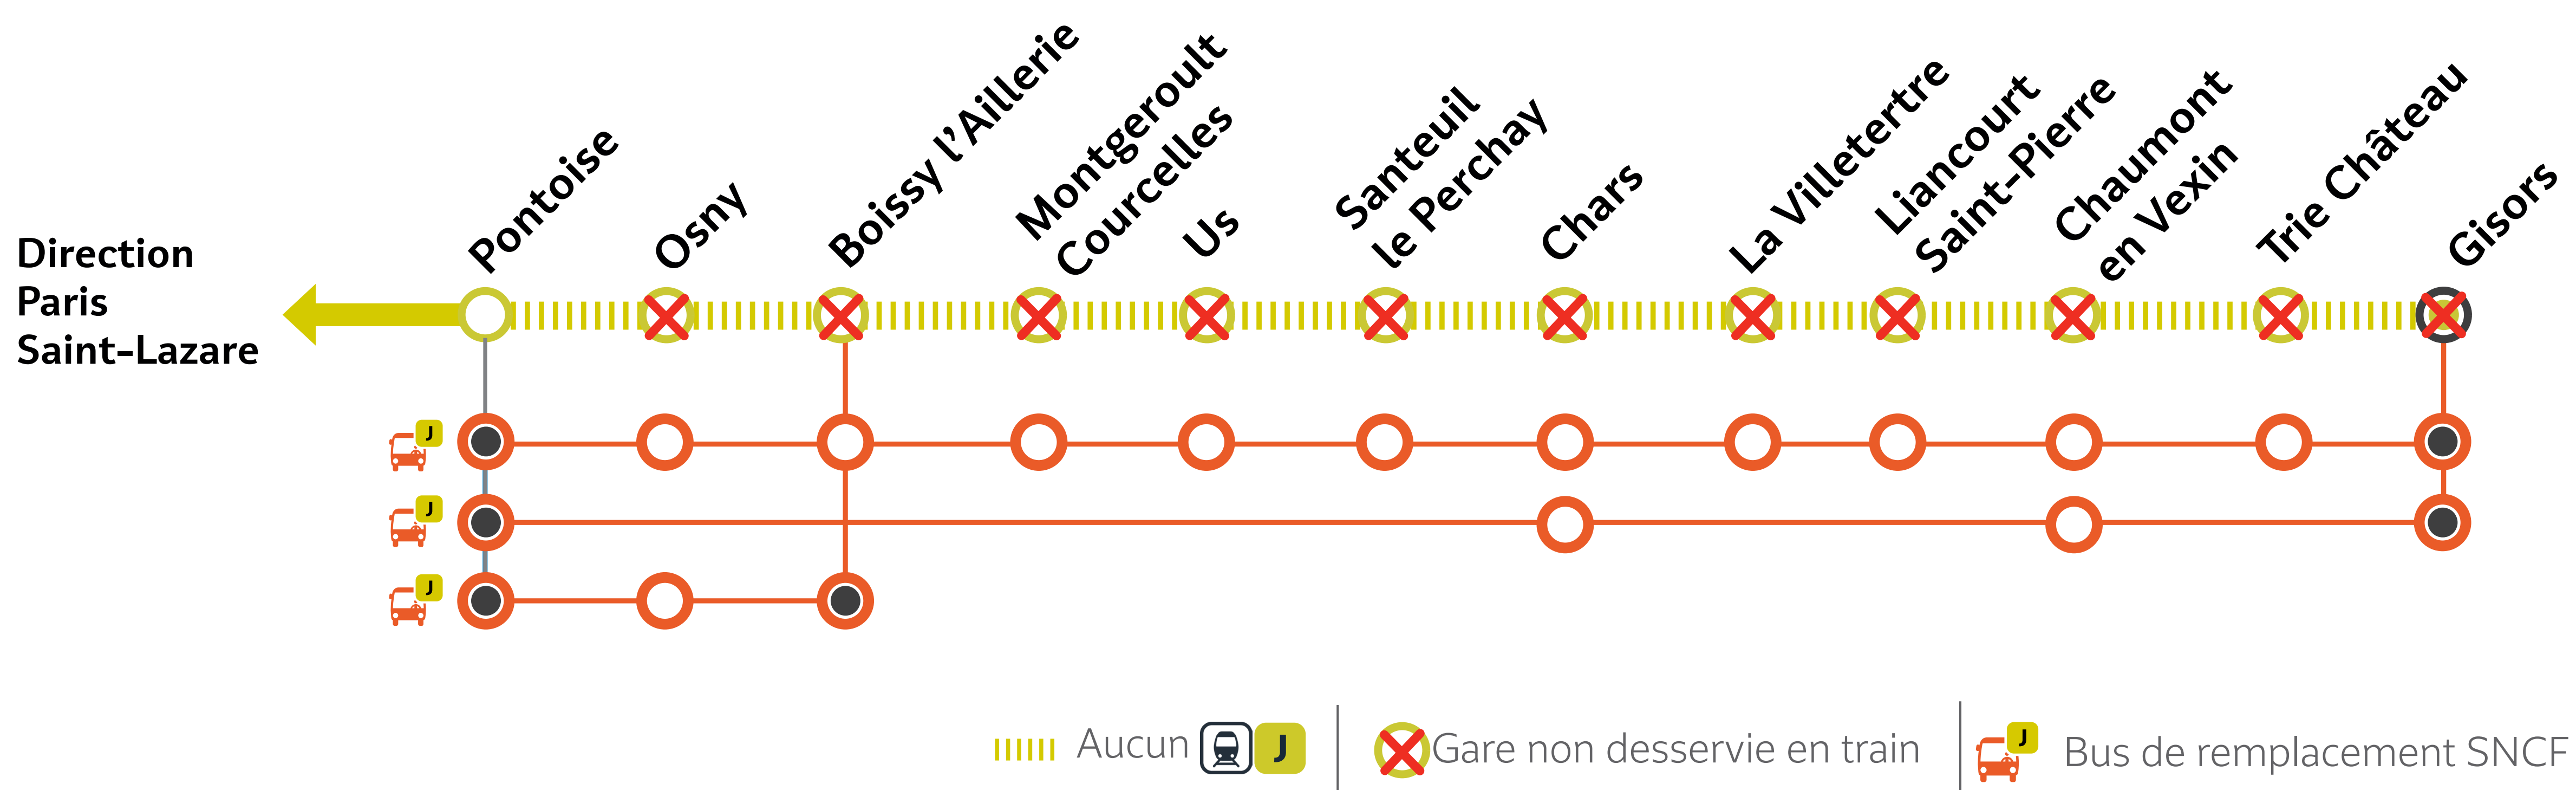 Direction
Paris
Saint-Lazare
Pontoise
Osny
Boissy l'Aillerie
Montgeroult
Courcelles
Us
Santeuil
le Perchay
Chars
La Villetertre
Liancourt
Saint-Pierre
Chaumont
en Vexin
Trie Château
Gisors
J
J
J
Aucun J
Gare non desservie en train
J
Bus de remplacement SNCF